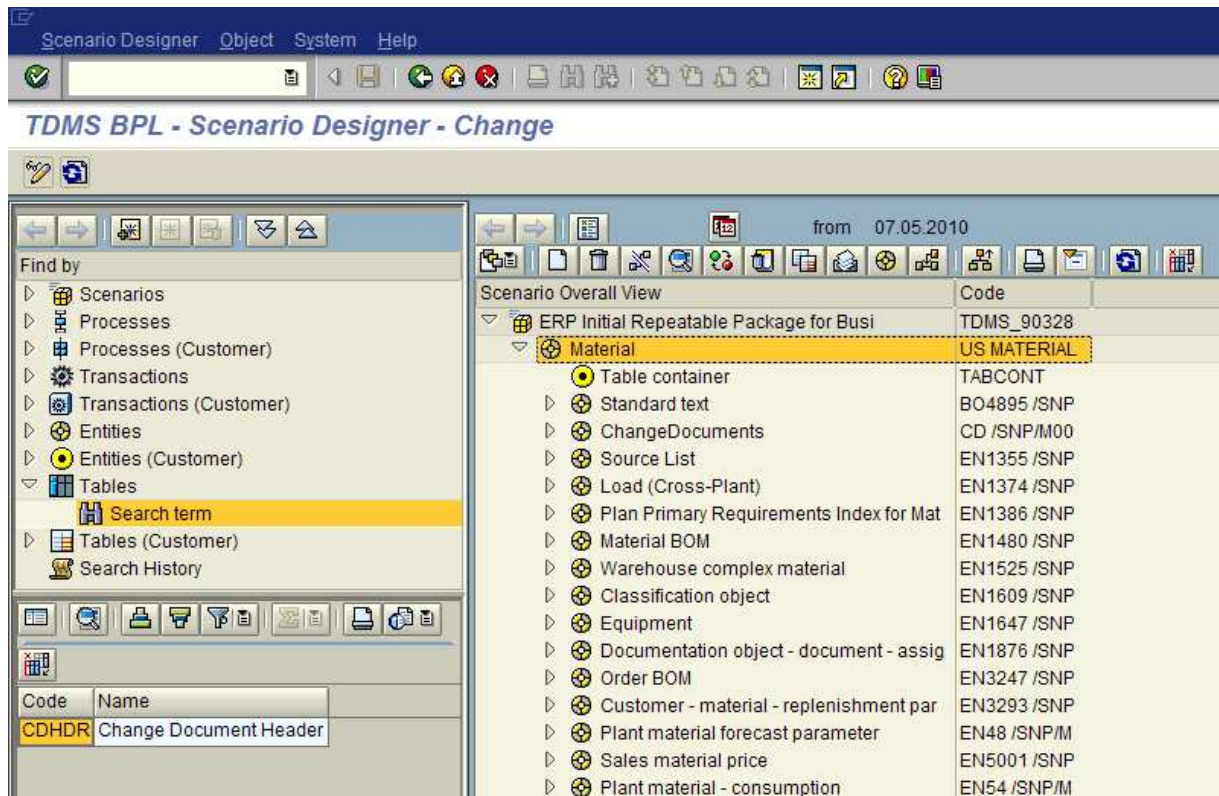 Scenario Designer Object System Help
TDMS BPL - Scenario Designer - Change
from 07.05.2010
Find by
Scenarios
Processes
Processes (Customer)
Transactions
Transactions (Customer)
Entities
Entities (Customer)
Tables
Search term
Tables (Customer)
Search History
Code Name
CDHDR Change Document Header
Scenario Overall View Code
ERP Initial Repeatable Package for Busi TDMS_90328
Material US MATERIAL
Table container TABCONT
Standard text BO4895 /SNP
ChangeDocuments CD /SNP/M00
Source List EN1355 /SNP
Load (Cross-Plant) EN1374 /SNP
Plan Primary Requirements Index for Mat EN1386 /SNP
Material BOM EN1480 /SNP
Warehouse complex material EN1525 /SNP
Classification object EN1609 /SNP
Equipment EN1647 /SNP
Documentation object - document - assig EN1876 /SNP
Order BOM EN3247 /SNP
Customer - material - replenishment par EN3293 /SNP
Plant material forecast parameter EN48 /SNP/M
Sales material price EN5001 /SNP
Plant material - consumption EN54 /SNP/M